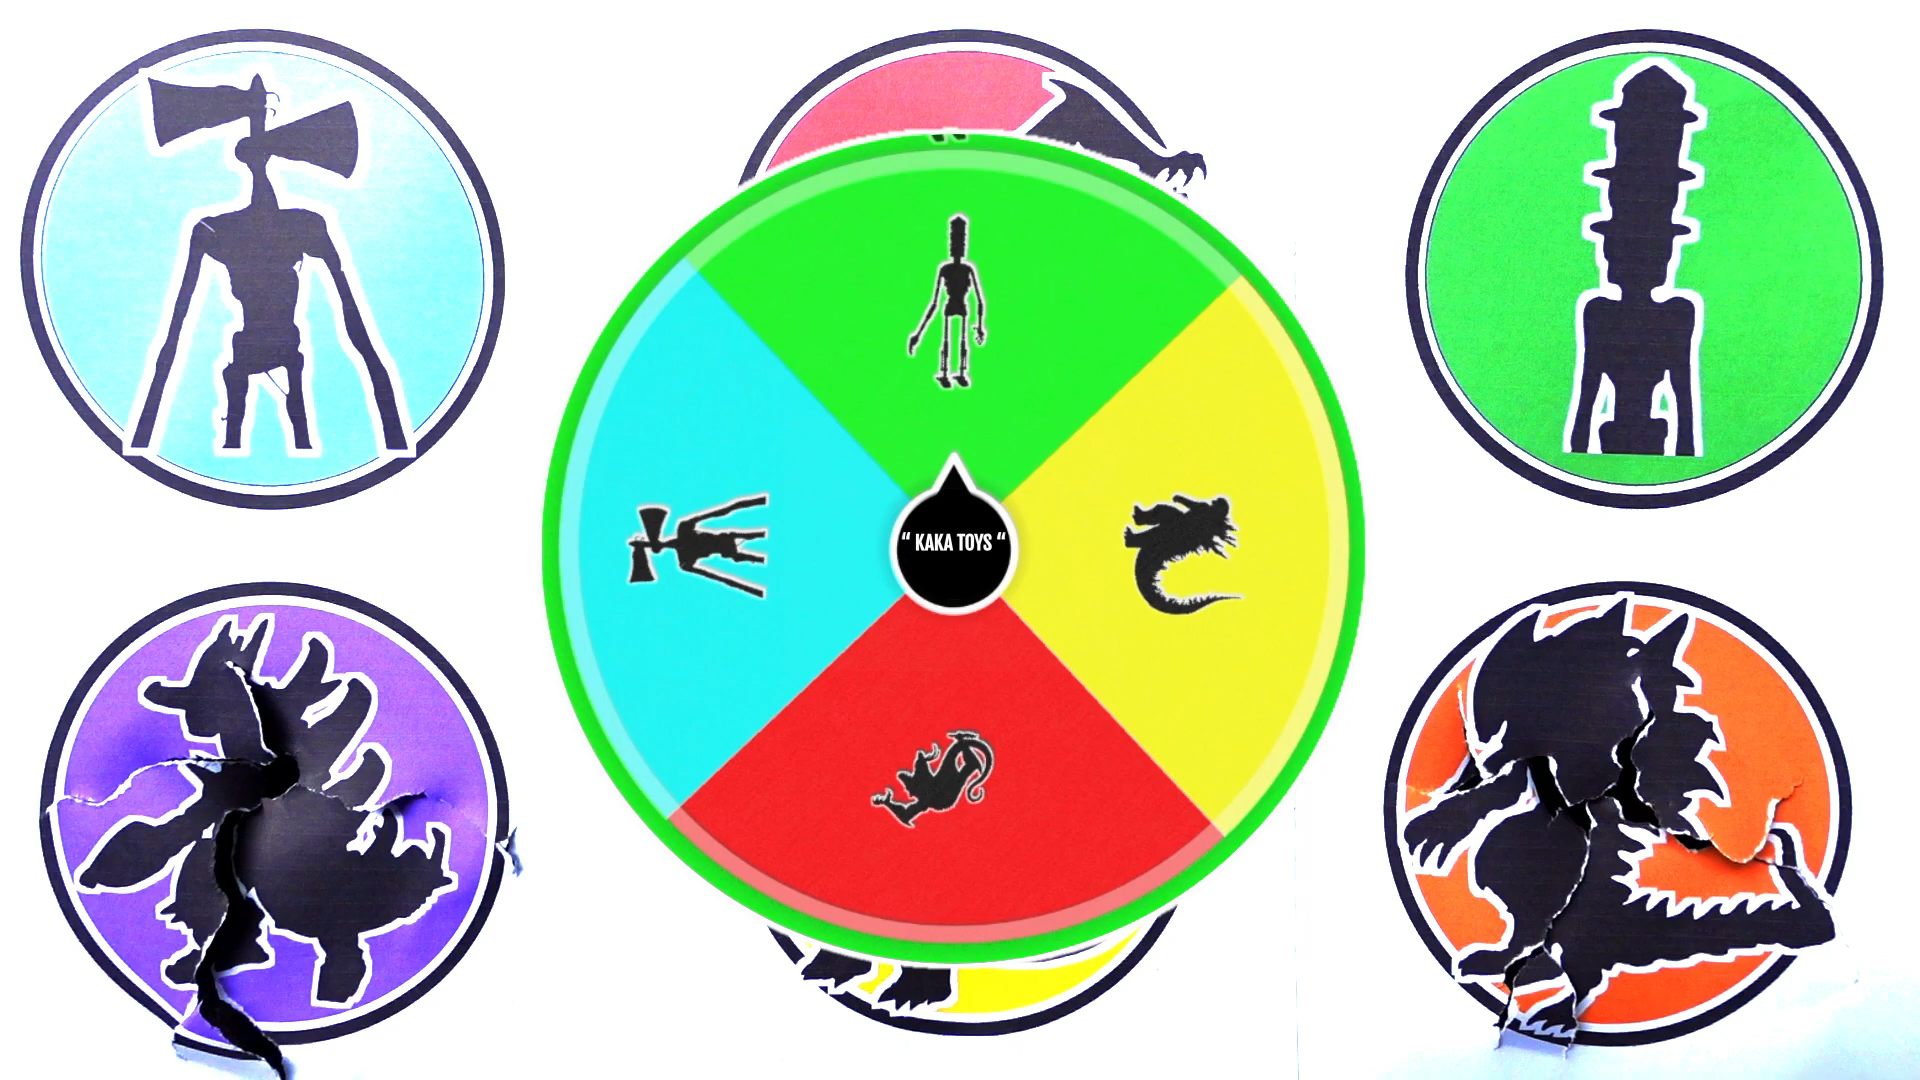 “ KAKA TOYS “